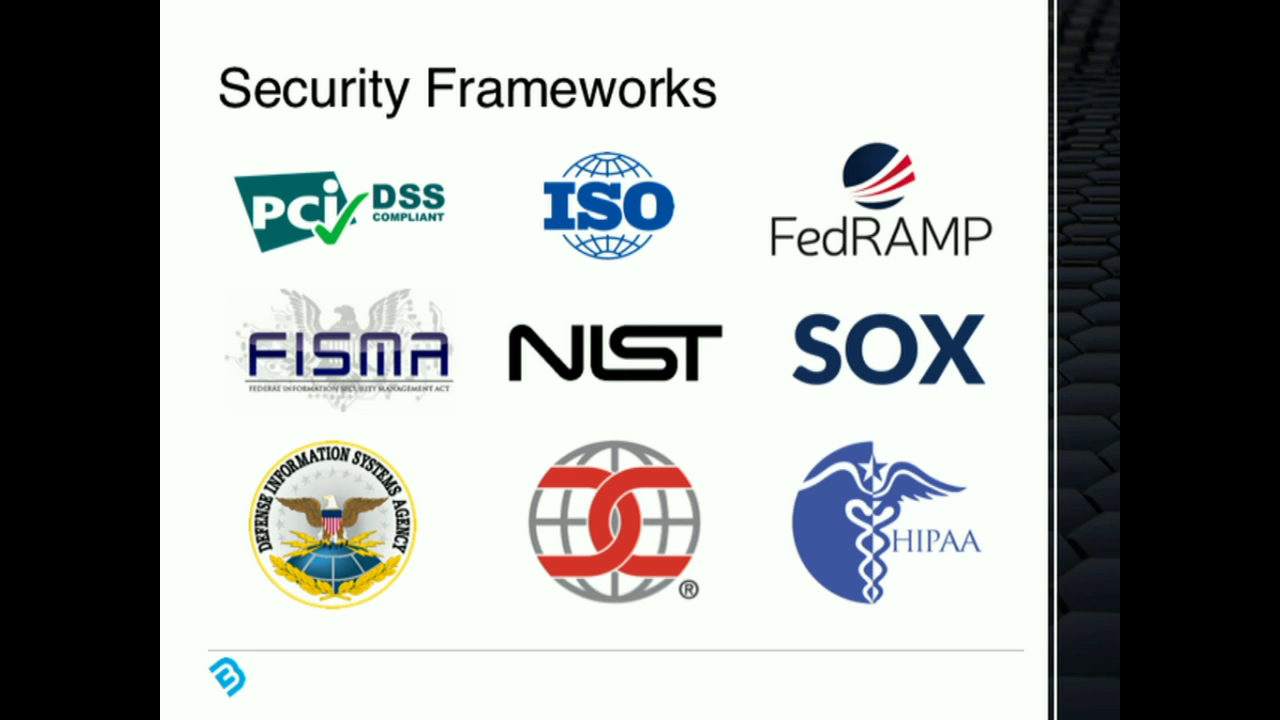 Security Frameworks
PCi DSS
COMPLIANT
ISO
FedRAMP
FISMA
FEDERAL INFORMATION SECURITY MANAGEMENT ACT
NIST
SOX
DEFENSE INFORMATION SYSTEMS AGENCY
®
HIPAA